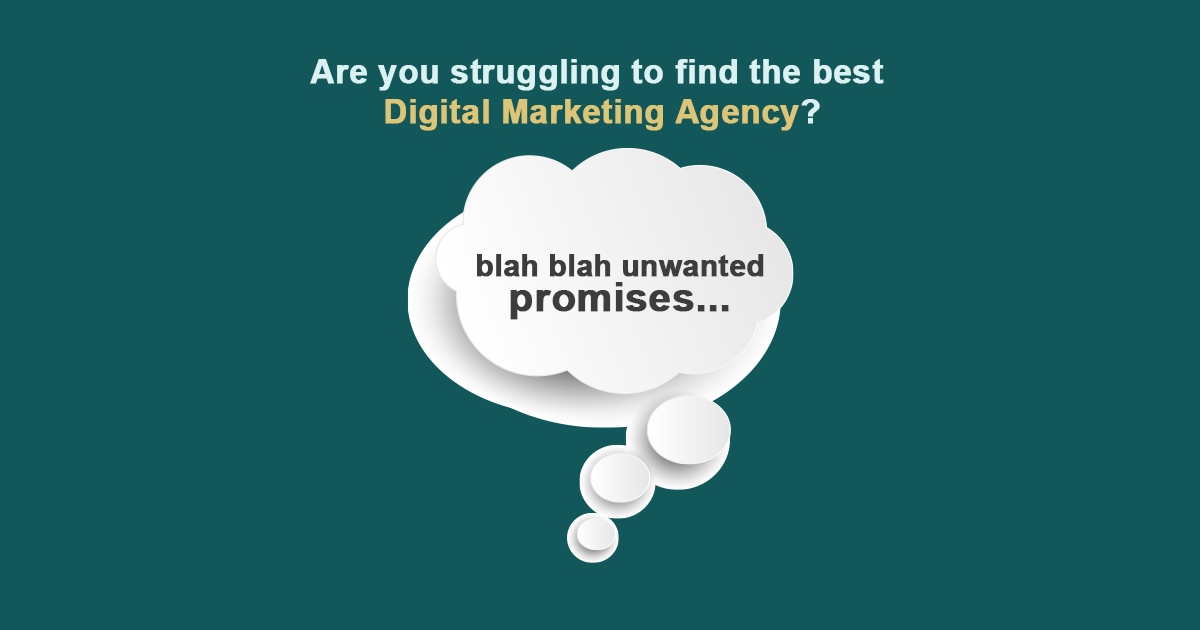 Are you struggling to find the best
Digital Marketing Agency?
blah blah unwanted
promises...